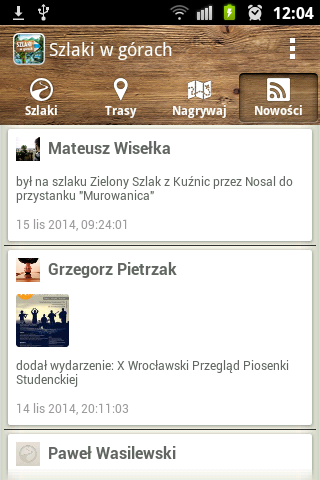 12:04
Szlaki w górach
Szlaki
Trasy
Nagrywaj
Nowości
Mateusz Wisełka
był na szlaku Zielony Szlak z Kuźnic przez Nosal do
przystanku "Murowanica"
15 lis 2014, 09:24:01
Grzegorz Pietrzak
dodał wydarzenie: X Wrocławski Przegląd Piosenki
Studenckiej
14 lis 2014, 20:11:03
Paweł Wasilewski